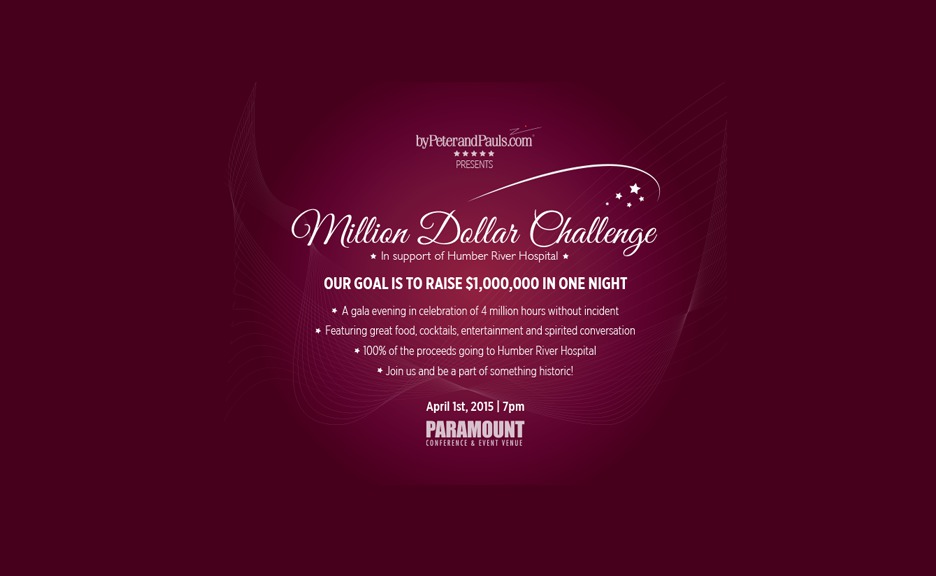 byPeterandPauls.com
PRESENTS
Million Dollar Challenge
★ In support of Humber River Hospital ★
OUR GOAL IS TO RAISE $1,000,000 IN ONE NIGHT
★ A gala evening in celebration of 4 million hours without incident
★ Featuring great food, cocktails, entertainment and spirited conversation
★ 100% of the proceeds going to Humber River Hospital
★ Join us and be a part of something historic!
April 1st, 2015 | 7pm
PARAMOUNT
CONFERENCE & EVENT VENUE